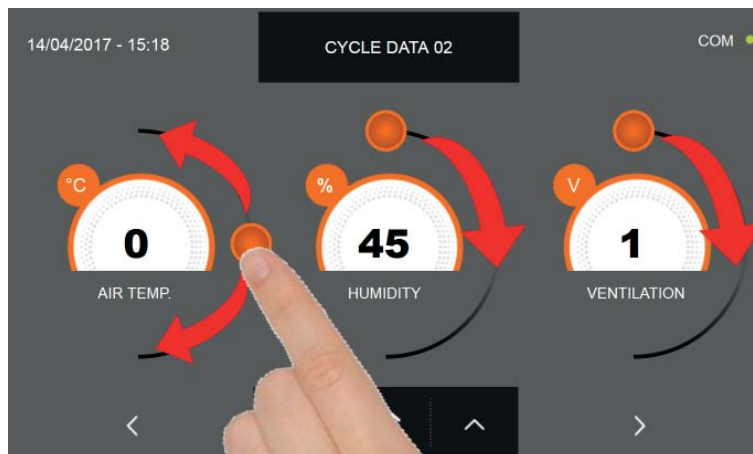 14/04/2017 - 15:18
CYCLE DATA 02
COM
°C
%
V
0
45
1
AIR TEMP.
HUMIDITY
VENTILATION